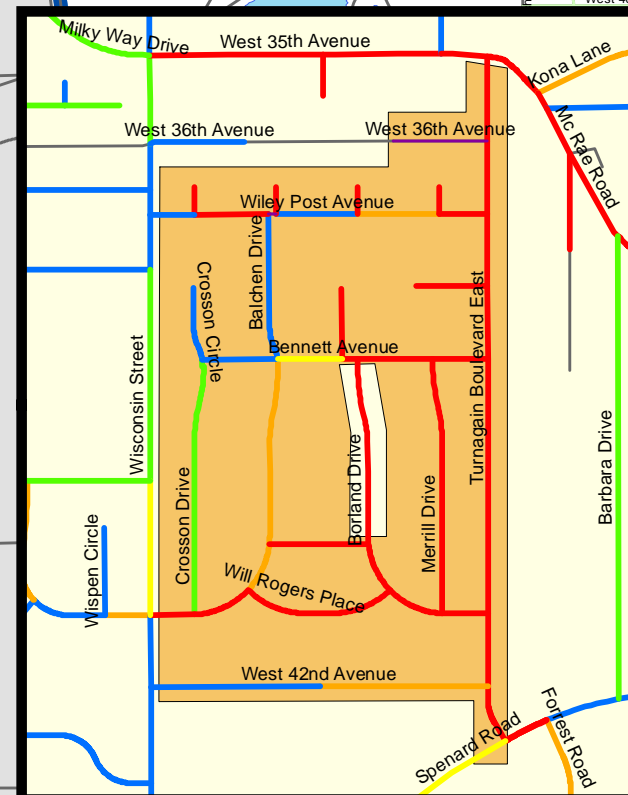 West 4
Milky Way Drive
West 35th Avenue
Kona Lane
West 36th Avenue
West 36th Avenue
Mc Rae Road
Wiley Post Avenue
Balchen Drive
Crosson Circle
Turnagain Boulevard East
Bennett Avenue
Wisconsin Street
Barbara Drive
Borland Drive
Crosson Drive
Merrill Drive
Wispen Circle
Will Rogers Place
West 42nd Avenue
Forrest Road
Spenard Road